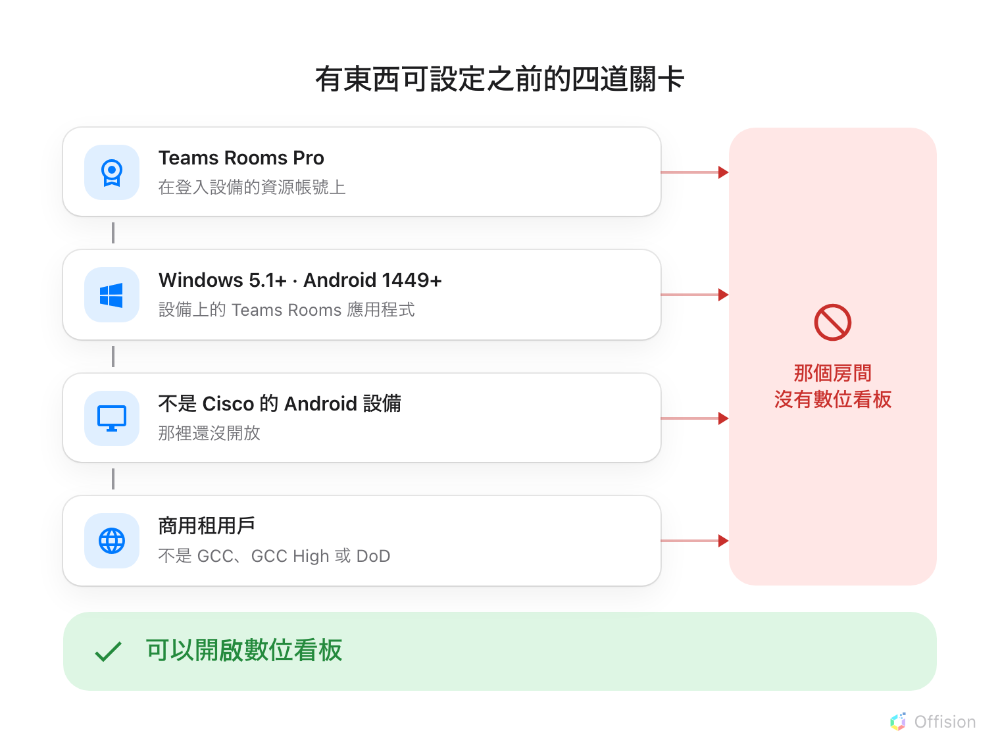 有東西可設定之前的四道關卡
Teams Rooms Pro
在登入設備的資源帳號上
Windows 5.1+ · Android 1449+
設備上的 Teams Rooms 應用程式
不是 Cisco 的 Android 設備
那裡還沒開放
商用租用戶
不是 GCC、GCC High 或 DoD
那個房間
沒有數位看板
可以開啟數位看板
Offision